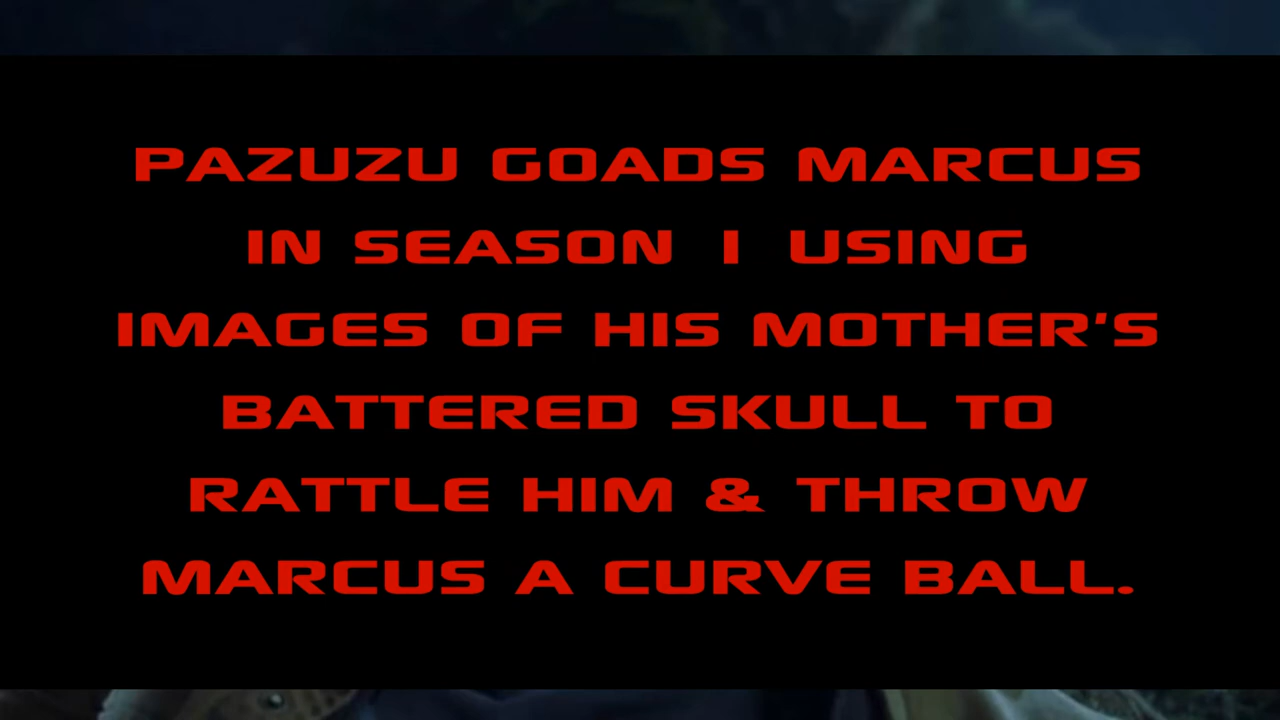 PAZUZU GOADS MARCUS
IN SEASON 1 USING
IMAGES OF HIS MOTHER'S
BATTERED SKULL TO
RATTLE HIM & THROW
MARCUS A CURVE BALL.